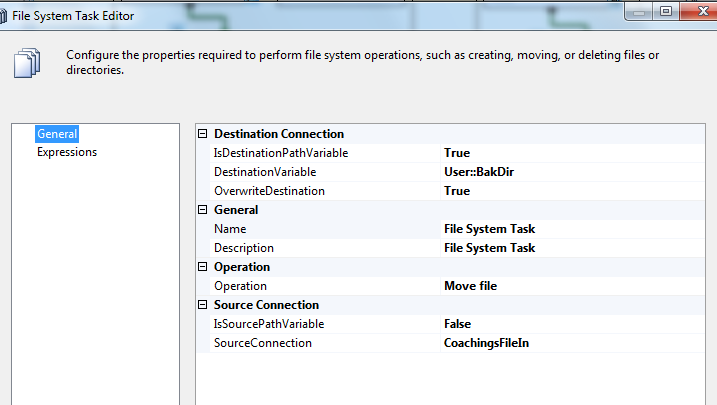 File System Task Editor
Configure the properties required to perform file system operations, such as creating, moving, or deleting files or
directories.
General
Expressions
Destination Connection
IsDestinationPathVariable True
DestinationVariable User::BakDir
OverwriteDestination True
General
Name File System Task
Description File System Task
Operation
Operation Move file
Source Connection
IsSourcePathVariable False
SourceConnection CoachingsFileIn